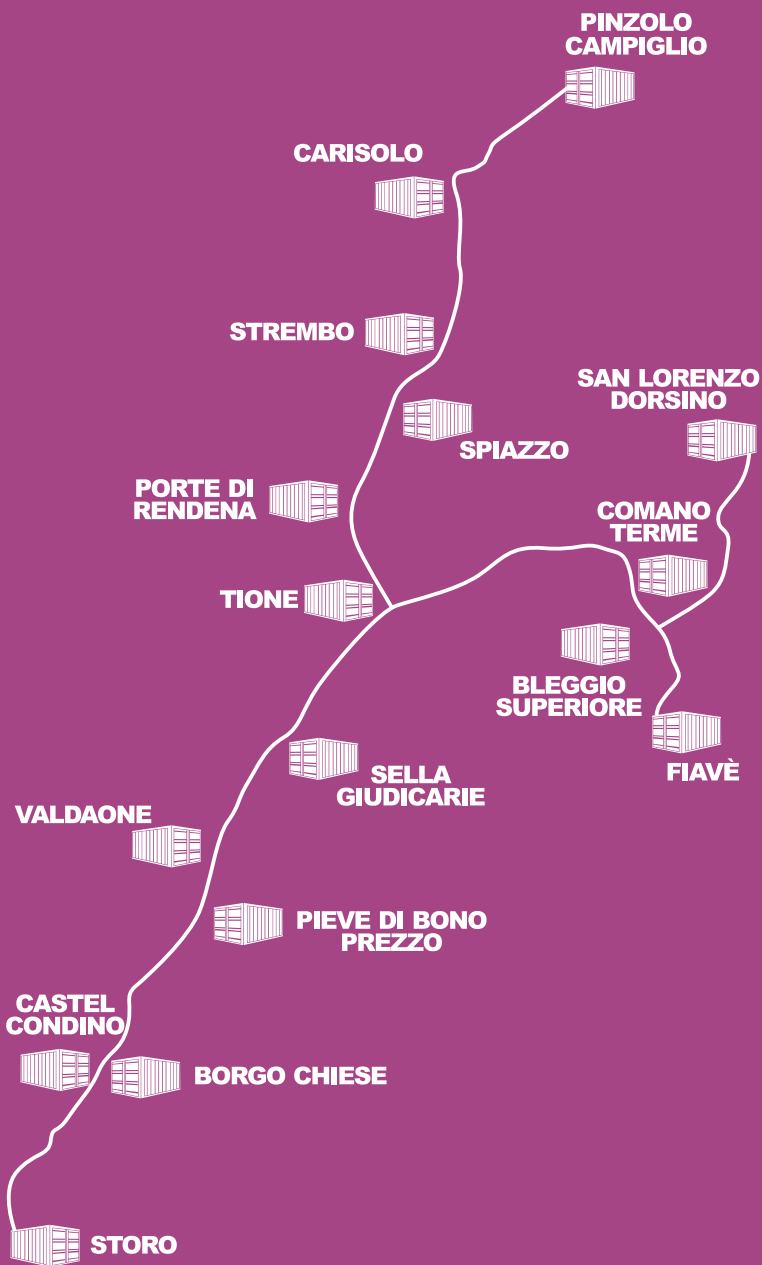 PINZOLO
CAMPIGLIO
CARISOLO
STREMBO
SAN LORENZO
DORSINO
SPIAZZO
PORTE DI
RENDENA
COMANO
TERME
TIONE
BLEGGIO
SUPERIORE
FIAVÈ
SELLA
GIUDICARIE
VALDAONE
PIEVE DI BONO
PREZZO
CASTEL
CONDINO
BORGO CHIESE
STORO